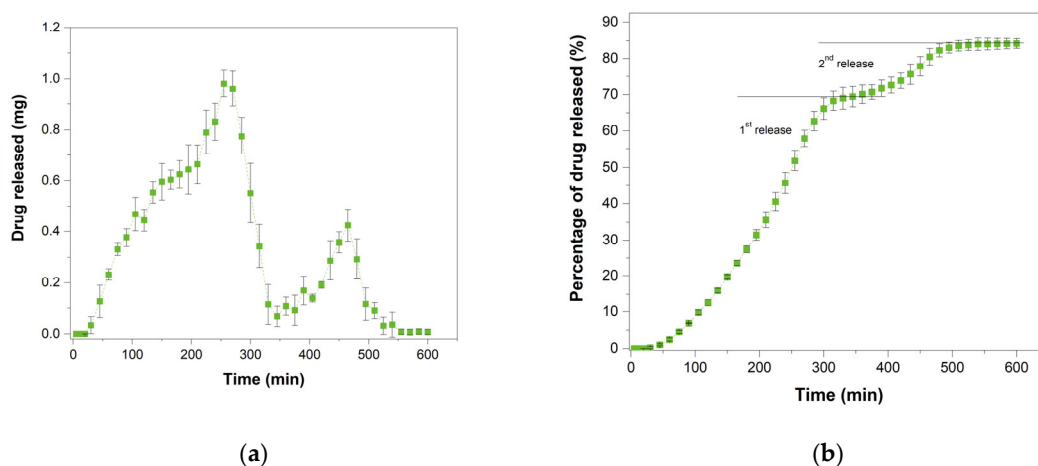 1.2
1.0
0.8
0.6
0.4
0.2
0.0
0 100 200 300 400 500 600
Drug released (mg)
Time (min)
(a)
90
80
70
60
50
40
30
20
10
0
0 100 200 300 400 500 600
Percentage of drug released (%)
2nd release
1st release
Time (min)
(b)